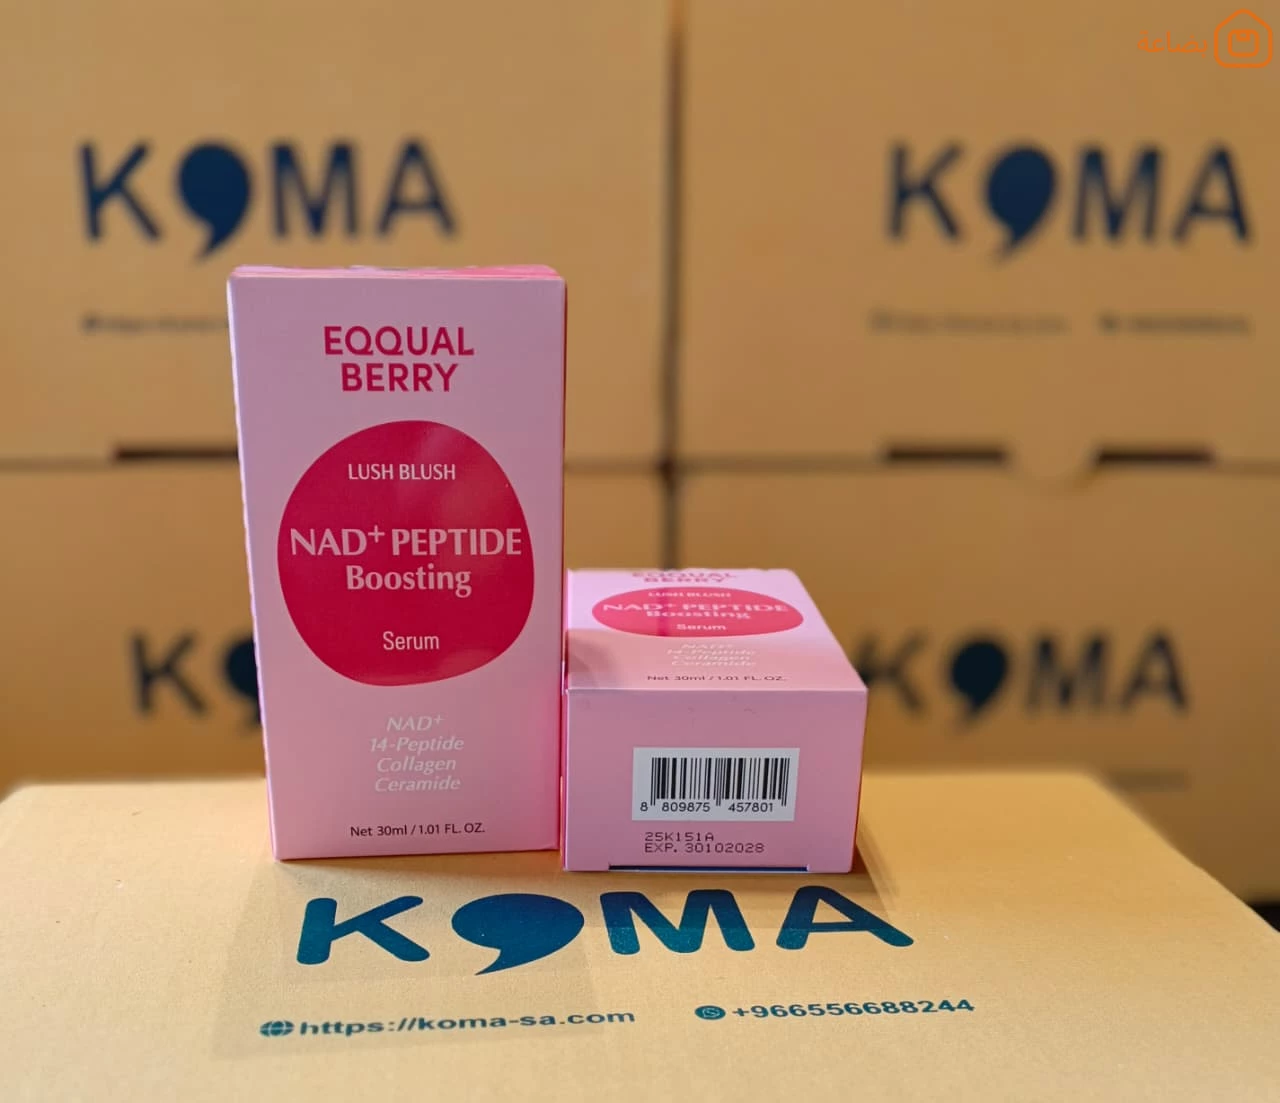 بضاعة
KOMA
KOMA
EQQUAL
BERRY
LUSH BLUSH
NAD+ PEPTIDE
Boosting
Serum
NAD+
14-Peptide
Collagen
Ceramide
Net 30ml / 1.01 FL. OZ.
EQQUAL
BERRY
LUSH BLUSH
NAD+ PEPTIDE
Boosting
Serum
NAD+
14-Peptide
Collagen
Ceramide
Net 30ml / 1.01 FL. OZ.
8 809875 457801
25K151A
EXP. 30102028
KOMA
KOMA
https://koma-sa.com +966556688244